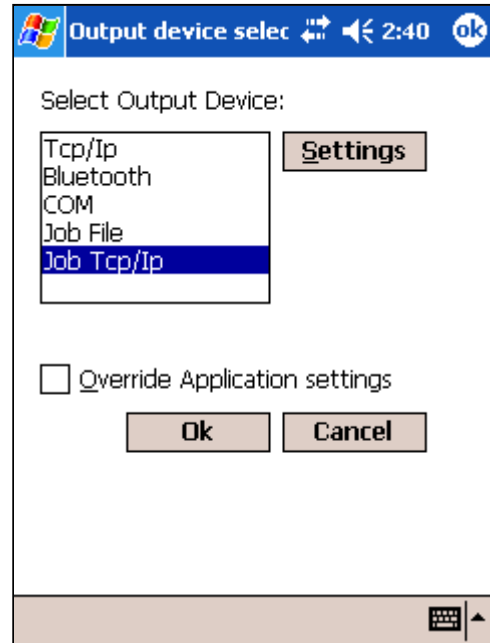 Output device selec 2:40 ok
Select Output Device:
Tcp/Ip
Settings
Bluetooth
COM
Job File
Job Tcp/Ip
Override Application settings
Ok Cancel